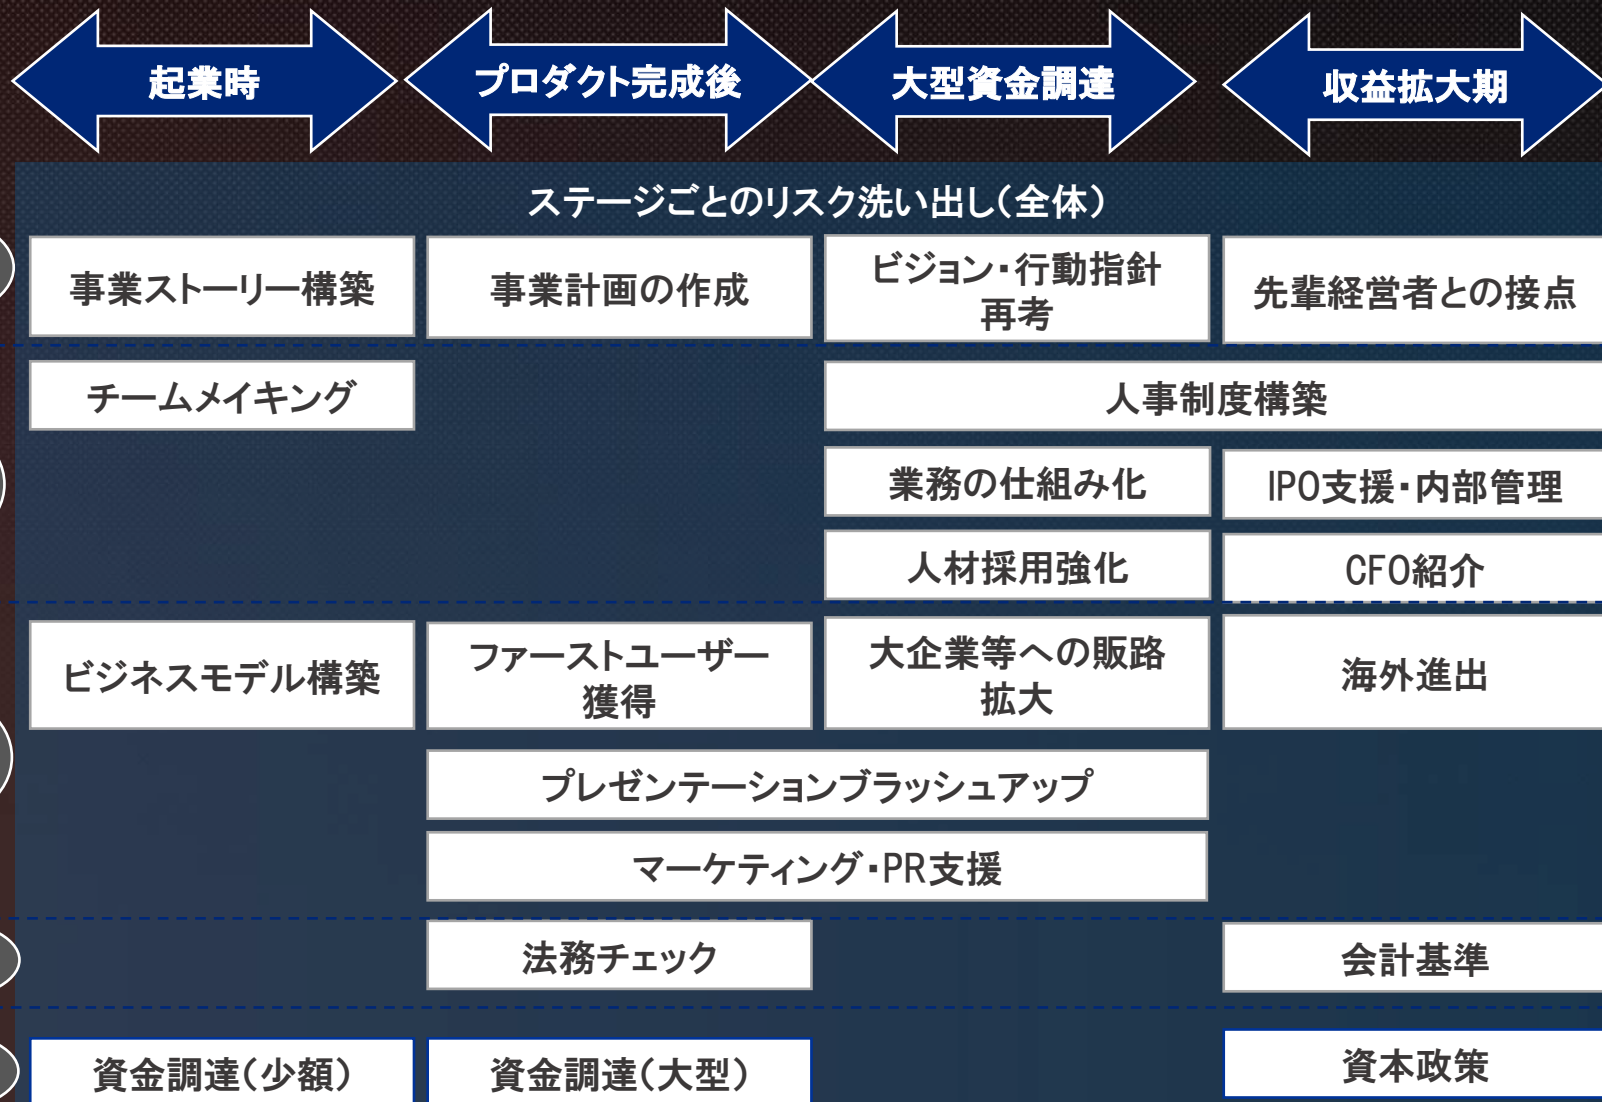 起業時
プロダクト完成後
大型資金調達
収益拡大期
ステージごとのリスク洗い出し(全体)
事業ストーリー構築
事業計画の作成
ビジョン・行動指針
再考
先輩経営者との接点
チームメイキング
人事制度構築
業務の仕組み化
IPO支援・内部管理
人材採用強化
CFO紹介
ビジネスモデル構築
ファーストユーザー
獲得
大企業等への販路
拡大
海外進出
プレゼンテーションブラッシュアップ
マーケティング・PR支援
法務チェック
会計基準
資金調達(少額)
資金調達(大型)
資本政策